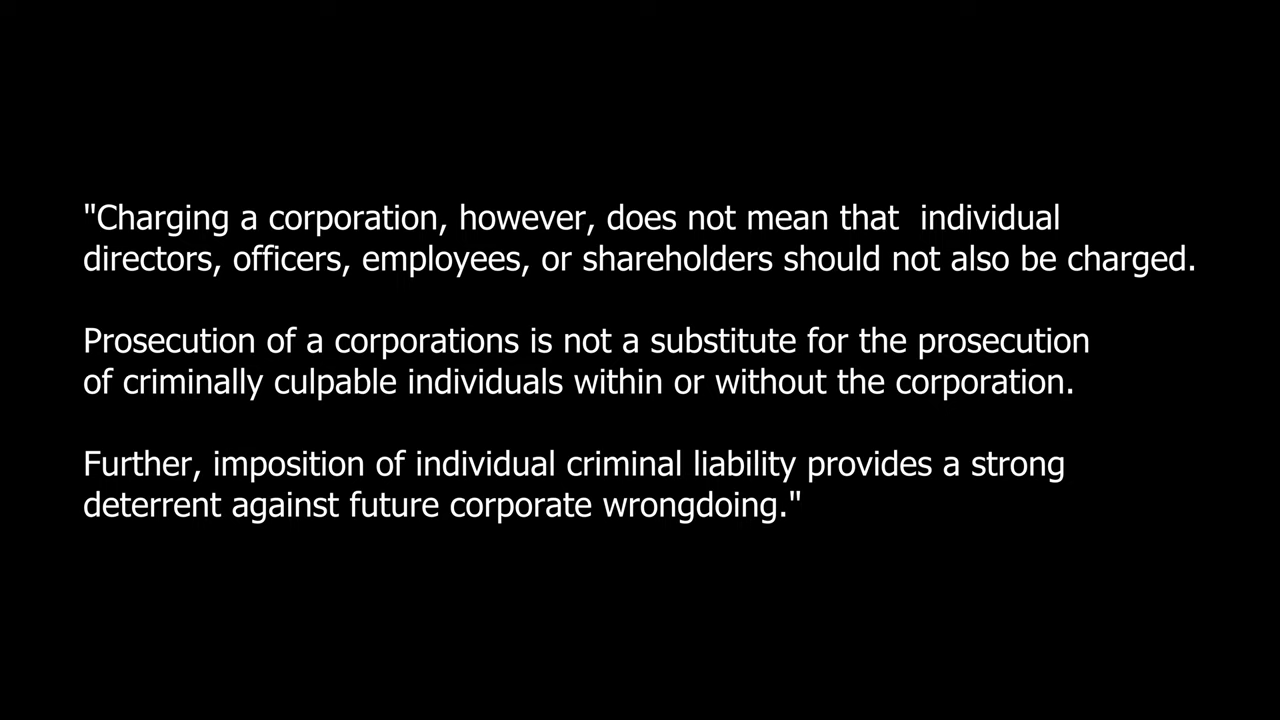 "Charging a corporation, however, does not mean that  individual
directors, officers, employees, or shareholders should not also be charged.
Prosecution of a corporations is not a substitute for the prosecution
of criminally culpable individuals within or without the corporation.
Further, imposition of individual criminal liability provides a strong
deterrent against future corporate wrongdoing."